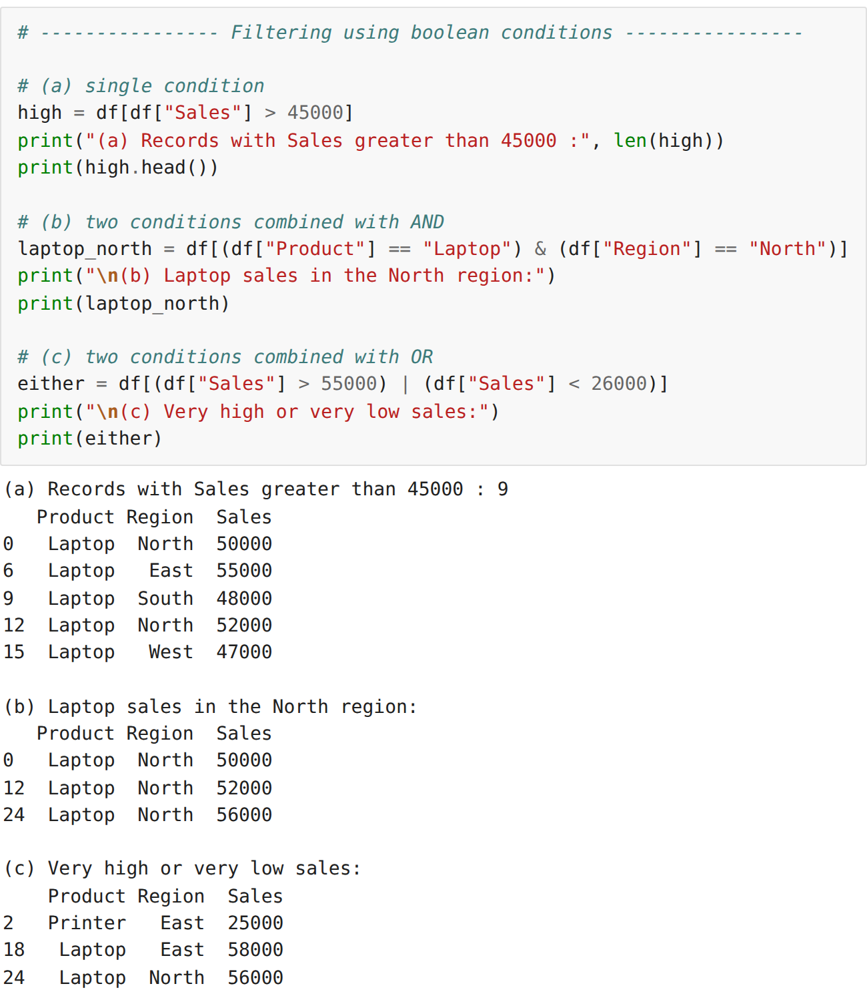 # ---------------- Filtering using boolean conditions ----------------

# (a) single condition
high = df[df["Sales"] > 45000]
print("(a) Records with Sales greater than 45000 :", len(high))
print(high.head())

# (b) two conditions combined with AND
laptop_north = df[(df["Product"] == "Laptop") & (df["Region"] == "North")]
print("\n(b) Laptop sales in the North region:")
print(laptop_north)

# (c) two conditions combined with OR
either = df[(df["Sales"] > 55000) | (df["Sales"] < 26000)]
print("\n(c) Very high or very low sales:")
print(either)

(a) Records with Sales greater than 45000 : 9
   Product Region  Sales
0   Laptop  North  50000
6   Laptop   East  55000
9   Laptop  South  48000
12  Laptop  North  52000
15  Laptop   West  47000

(b) Laptop sales in the North region:
   Product Region  Sales
0   Laptop  North  50000
12  Laptop  North  52000
24  Laptop  North  56000

(c) Very high or very low sales:
    Product Region  Sales
2   Printer   East  25000
18   Laptop   East  58000
24   Laptop  North  56000